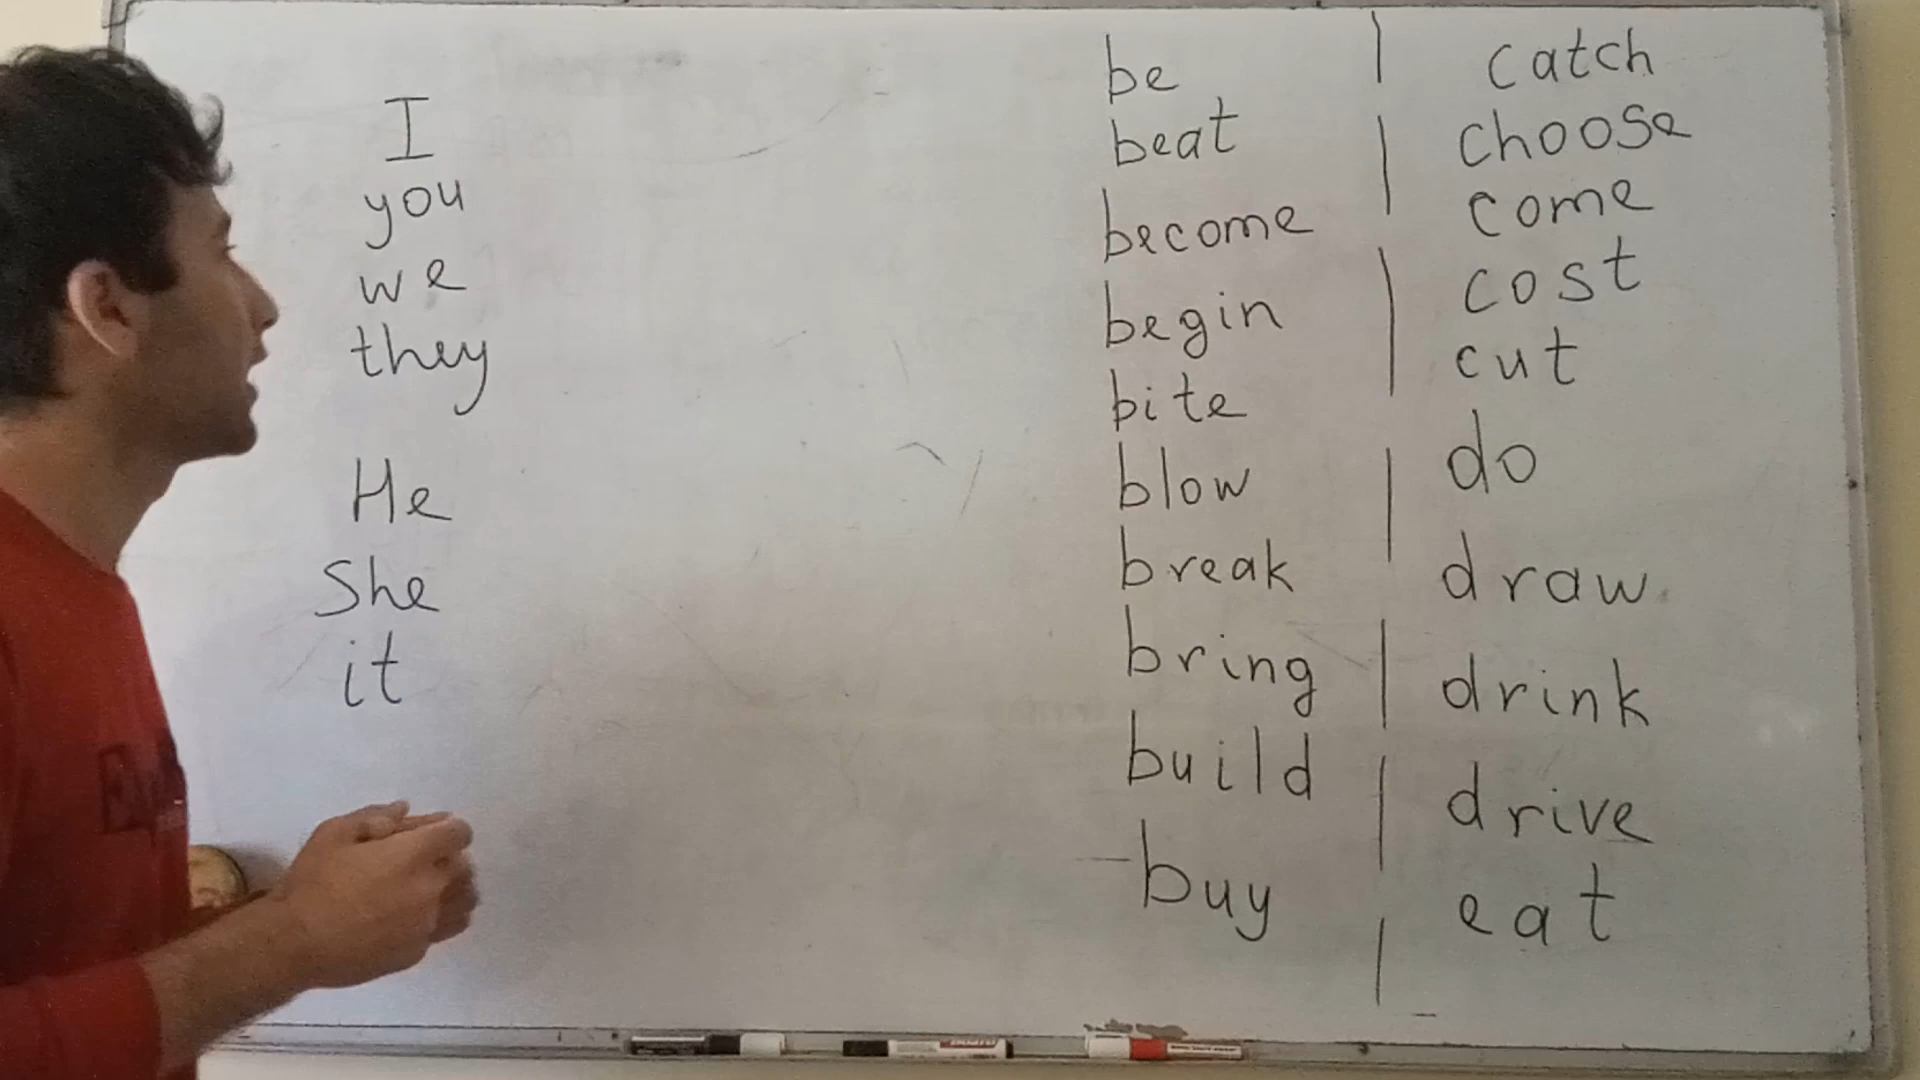 I
you
we
they
He
She
it
be
beat
become
begin
bite
blow
break
bring
build
buy
catch
choose
come
cost
cut
do
draw
drink
drive
eat